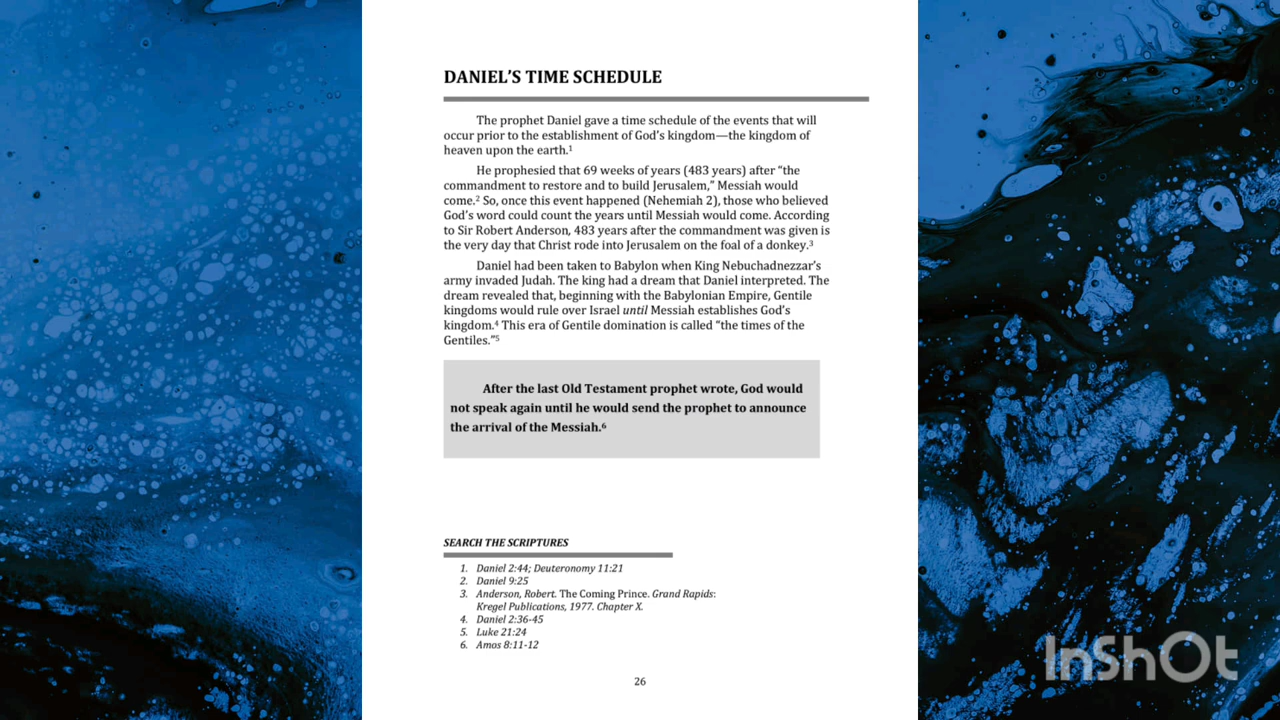 DANIEL’S TIME SCHEDULE
The prophet Daniel gave a time schedule of the events that will
occur prior to the establishment of God’s kingdom—the kingdom of
heaven upon the earth.¹
He prophesied that 69 weeks of years (483 years) after “the
commandment to restore and to build Jerusalem,” Messiah would
come.² So, once this event happened (Nehemiah 2), those who believed
God’s word could count the years until Messiah would come. According
to Sir Robert Anderson, 483 years after the commandment was given is
the very day that Christ rode into Jerusalem on the foal of a donkey.³
Daniel had been taken to Babylon when King Nebuchadnezzar’s
army invaded Judah. The king had a dream that Daniel interpreted. The
dream revealed that, beginning with the Babylonian Empire, Gentile
kingdoms would rule over Israel until Messiah establishes God’s
kingdom.⁴ This era of Gentile domination is called “the times of the
Gentiles.”⁵
After the last Old Testament prophet wrote, God would
not speak again until he would send the prophet to announce
the arrival of the Messiah.⁶
SEARCH THE SCRIPTURES
1. Daniel 2:44; Deuteronomy 11:21
2. Daniel 9:25
3. Anderson, Robert. The Coming Prince. Grand Rapids:
Kregel Publications, 1977. Chapter X.
4. Daniel 2:36-45
5. Luke 21:24
6. Amos 8:11-12
26
InShOt